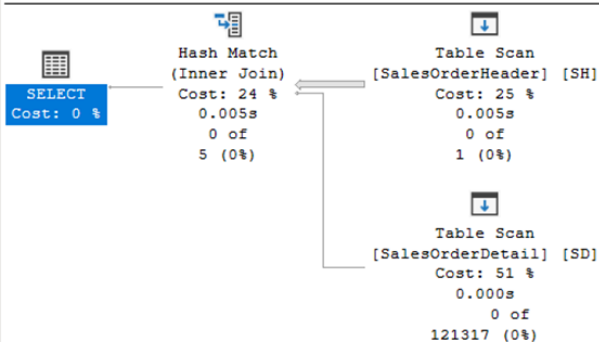 SELECT
Cost: 0 %
Hash Match
(Inner Join)
Cost: 24 %
0.005s
0 of
5 (0%)
Table Scan
[SalesOrderHeader] [SH]
Cost: 25 %
0.005s
0 of
1 (0%)
Table Scan
[SalesOrderDetail] [SD]
Cost: 51 %
0.000s
0 of
121317 (0%)